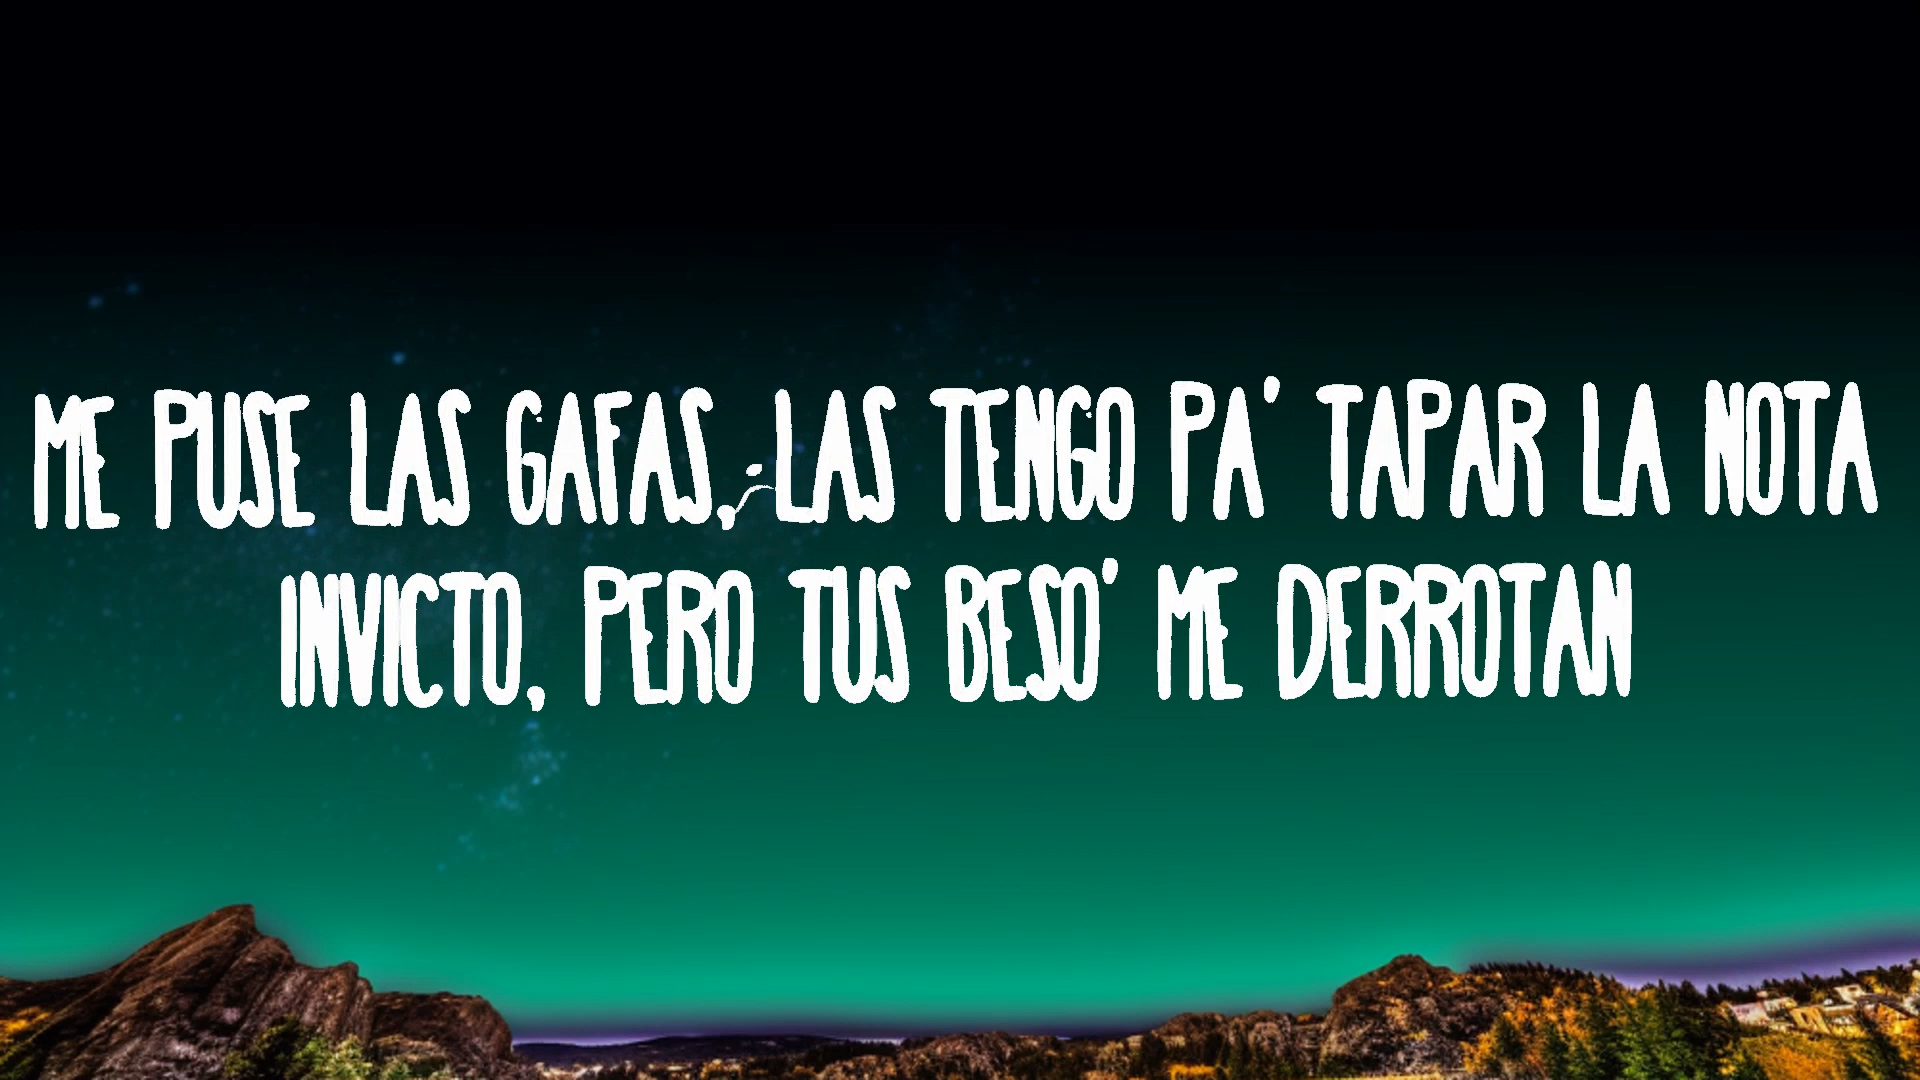 ME PUSE LAS GAFAS, LAS TENGO PA' TAPAR LA NOTA
INVICTO, PERO TUS BESO' ME DERROTAN